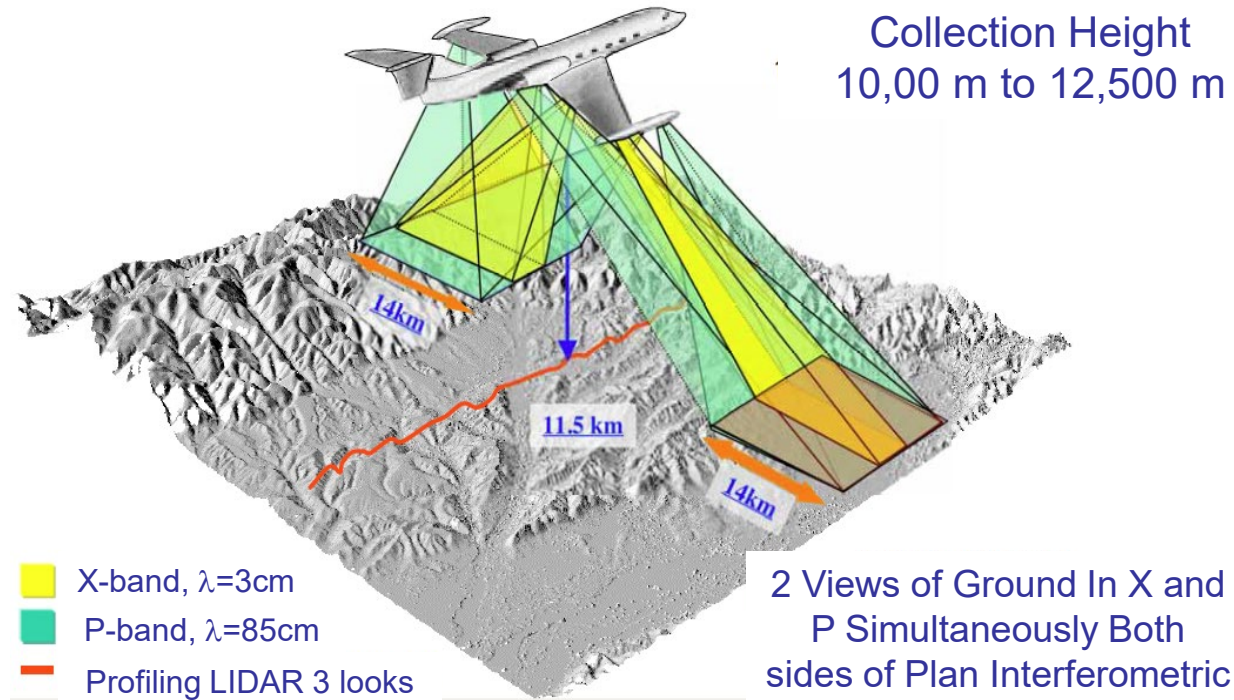 Collection Height
10,00 m to 12,500 m
14km
11.5 km
14km
X-band, λ=3cm
P-band, λ=85cm
Profiling LIDAR 3 looks
2 Views of Ground In X and
P Simultaneously Both
sides of Plan Interferometric